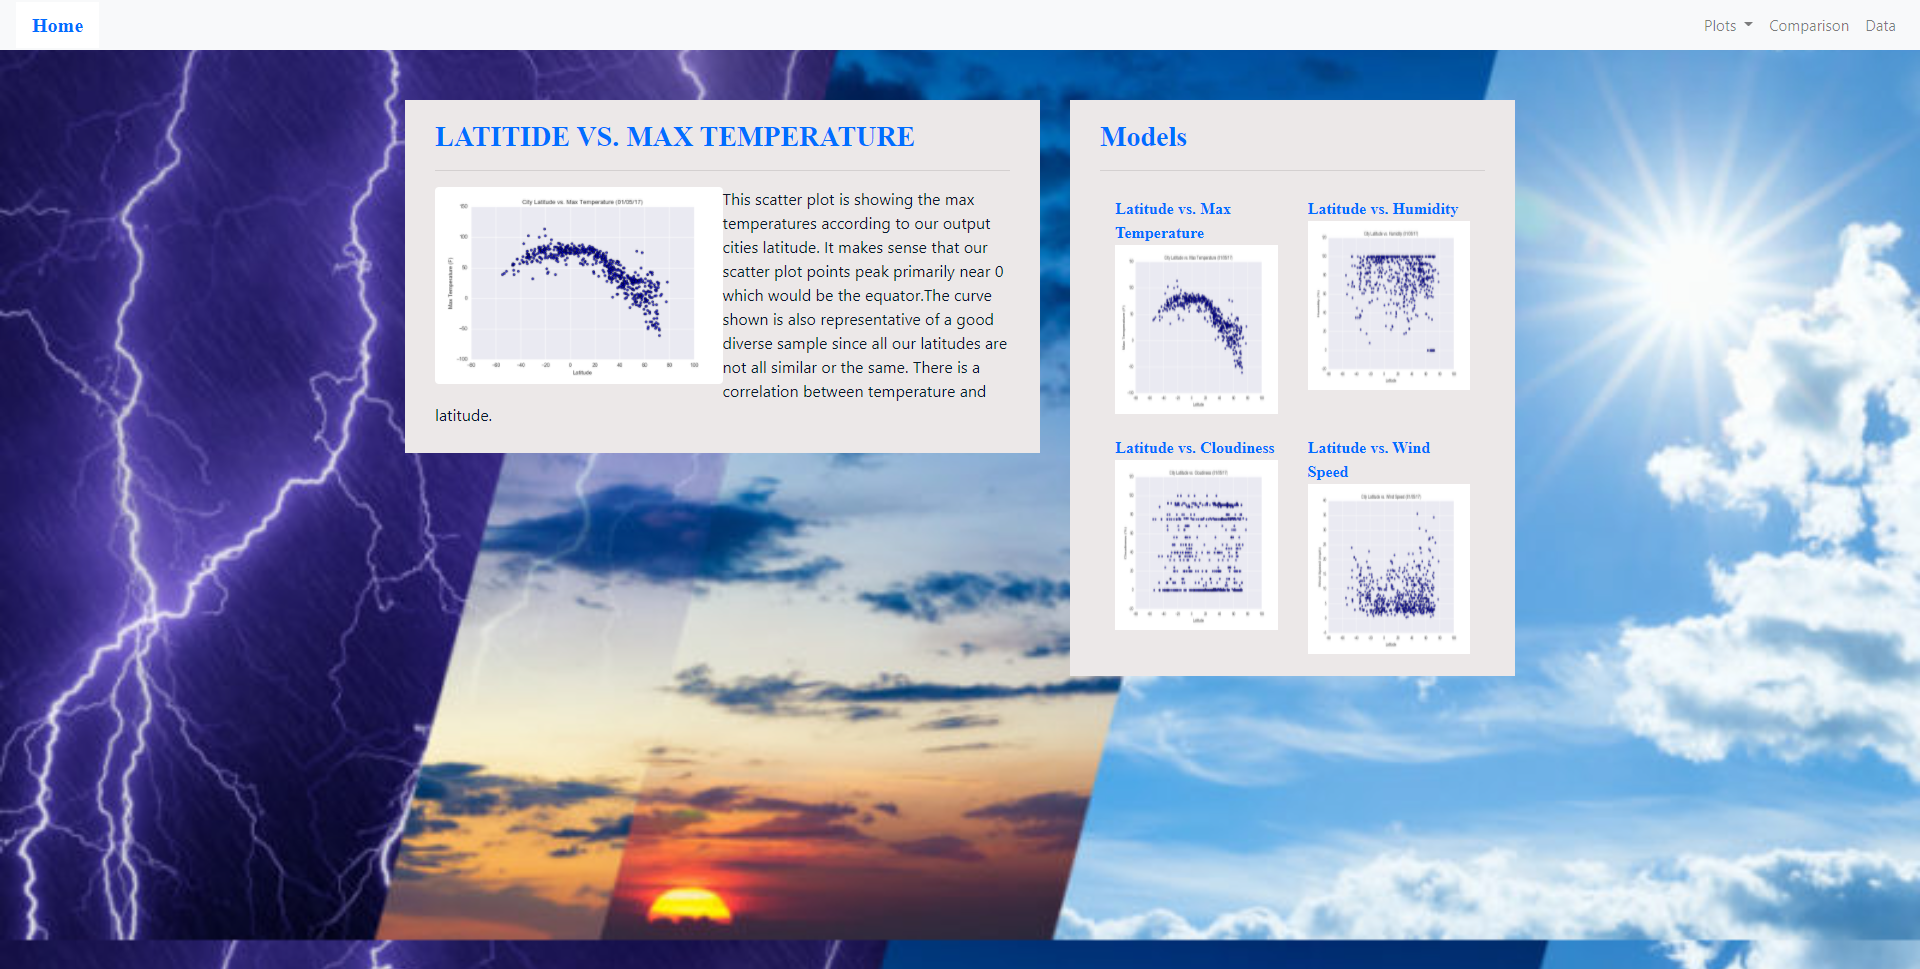 Home
Plots
Comparison
Data
LATITIDE VS. MAX TEMPERATURE
City Latitude vs. Max Temperature (01/05/17)
150
100
50
0
-50
-100
Max Temperature (F)
-80
-60
-40
-20
0
20
40
60
80
100
Latitude
This scatter plot is showing the max
temperatures according to our output
cities latitude. It makes sense that our
scatter plot points peak primarily near 0
which would be the equator.The curve
shown is also representative of a good
diverse sample since all our latitudes are
not all similar or the same. There is a
correlation between temperature and
latitude.
Models
Latitude vs. Max
Temperature
Latitude vs. Humidity
Latitude vs. Cloudiness
Latitude vs. Wind
Speed